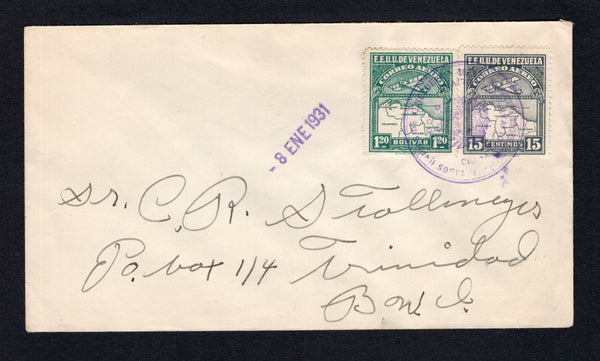 E.E.U.U. DE VENEZUELA
CORREO AEREO
1.20 BOLIVAR 1.20
E.E.U.U. DE VENEZUELA
CORREO AEREO
15 CENTIMOS 15
- 8 ENE 1931
Sr. C. R. Stollmeyer
P.o. box 114 Trinidad
B W I.